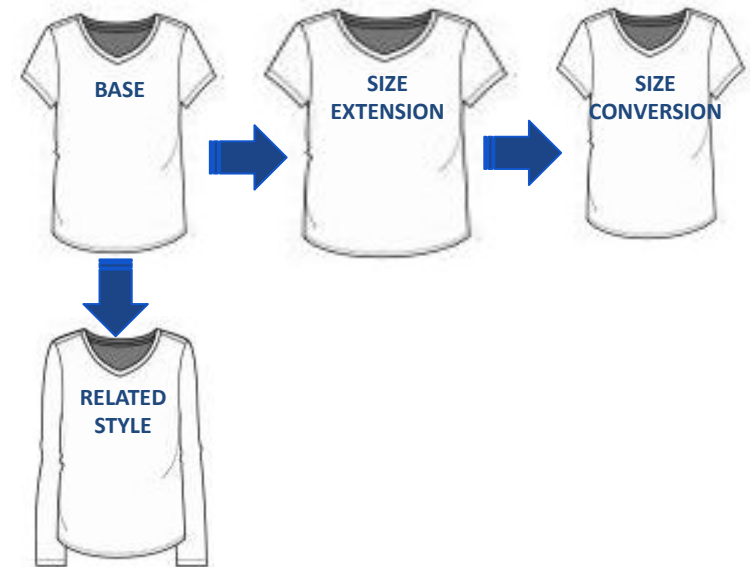 BASE
SIZE
EXTENSION
SIZE
CONVERSION
RELATED
STYLE